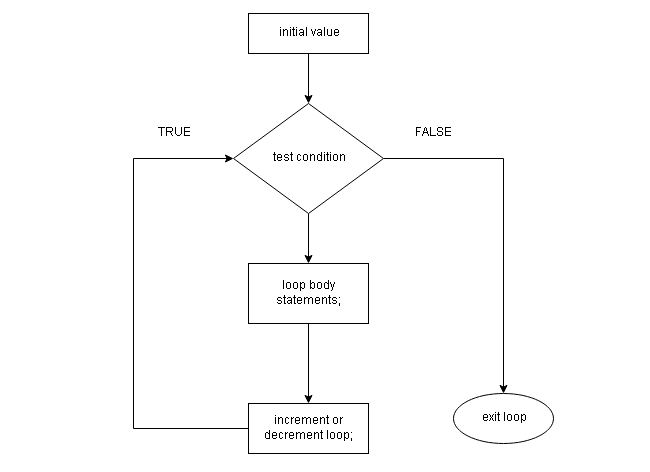 initial value
TRUE
FALSE
test condition
loop body
statements;
increment or
decrement loop;
exit loop